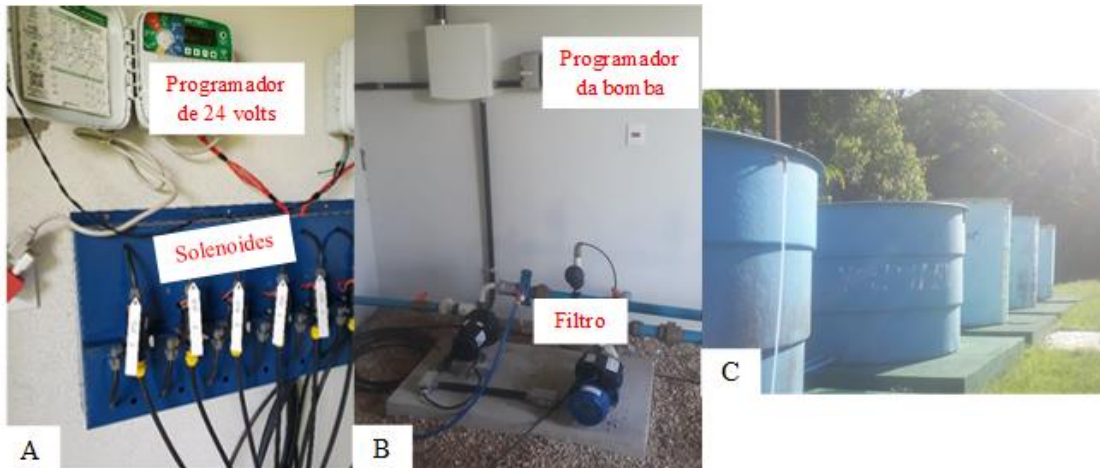 Programador
de 24 volts
Solenoides
A
Programador
da bomba
Filtro
B
C